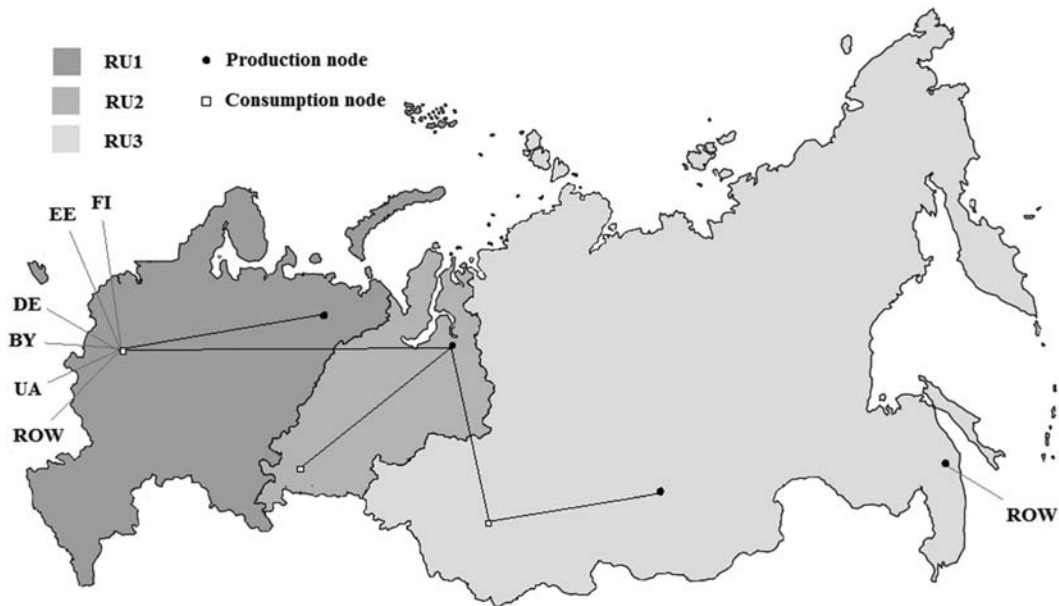 RU1 Production node
RU2 Consumption node
RU3
FI
EE
DE
BY
UA
ROW
ROW